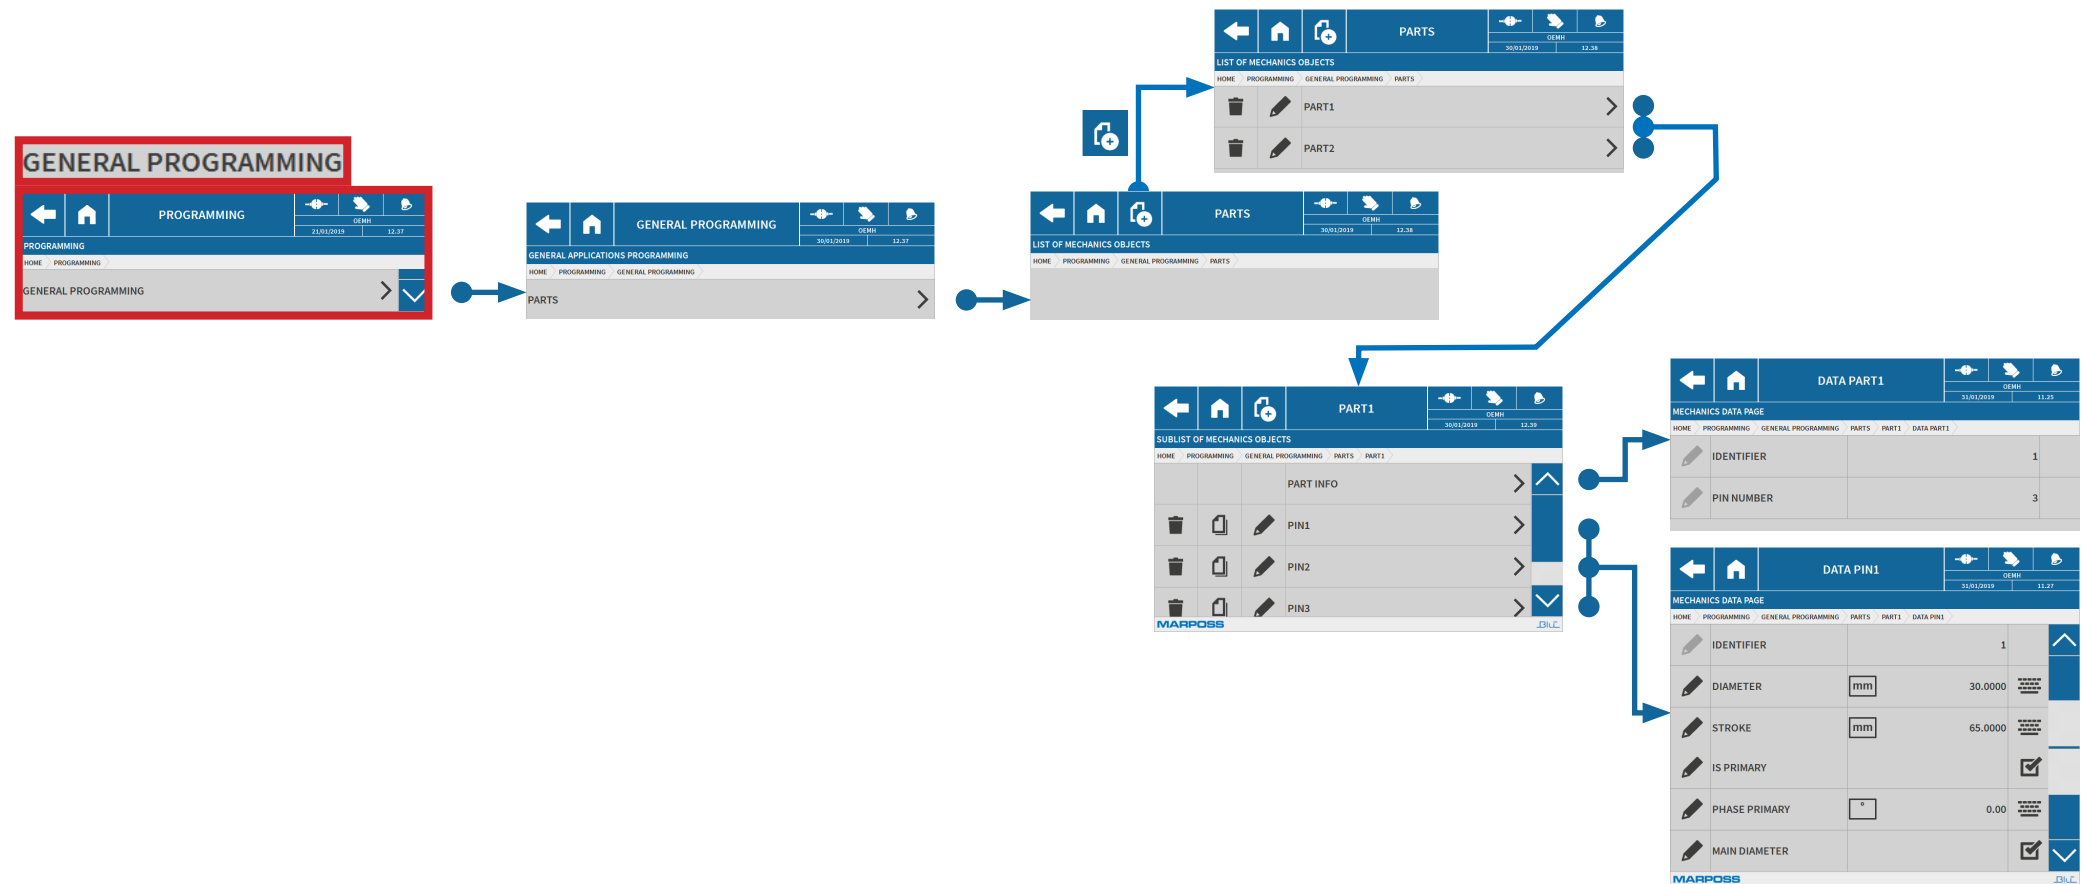 GENERAL PROGRAMMING
PROGRAMMING
OEMH
21/01/2019 12.37
PROGRAMMING
HOME PROGRAMMING
GENERAL PROGRAMMING
GENERAL PROGRAMMING
OEMH
30/01/2019 12.37
GENERAL APPLICATIONS PROGRAMMING
HOME PROGRAMMING GENERAL PROGRAMMING
PARTS
PARTS
OEMH
30/01/2019 12.38
LIST OF MECHANICS OBJECTS
HOME PROGRAMMING GENERAL PROGRAMMING PARTS
PARTS
OEMH
30/01/2019 12.38
LIST OF MECHANICS OBJECTS
HOME PROGRAMMING GENERAL PROGRAMMING PARTS
PART1
PART2
PART1
OEMH
30/01/2019 12.39
SUBLIST OF MECHANICS OBJECTS
HOME PROGRAMMING GENERAL PROGRAMMING PARTS PART1
PART INFO
PIN1
PIN2
PIN3
MARPOSS BLÚ
DATA PART1
OEMH
31/01/2019 11.25
MECHANICS DATA PAGE
HOME PROGRAMMING GENERAL PROGRAMMING PARTS PART1 DATA PART1
IDENTIFIER 1
PIN NUMBER 3
DATA PIN1
OEMH
31/01/2019 11.27
MECHANICS DATA PAGE
HOME PROGRAMMING GENERAL PROGRAMMING PARTS PART1 DATA PIN1
IDENTIFIER 1
DIAMETER mm 30.0000
STROKE mm 65.0000
IS PRIMARY
PHASE PRIMARY ° 0.00
MAIN DIAMETER
MARPOSS BLÚ